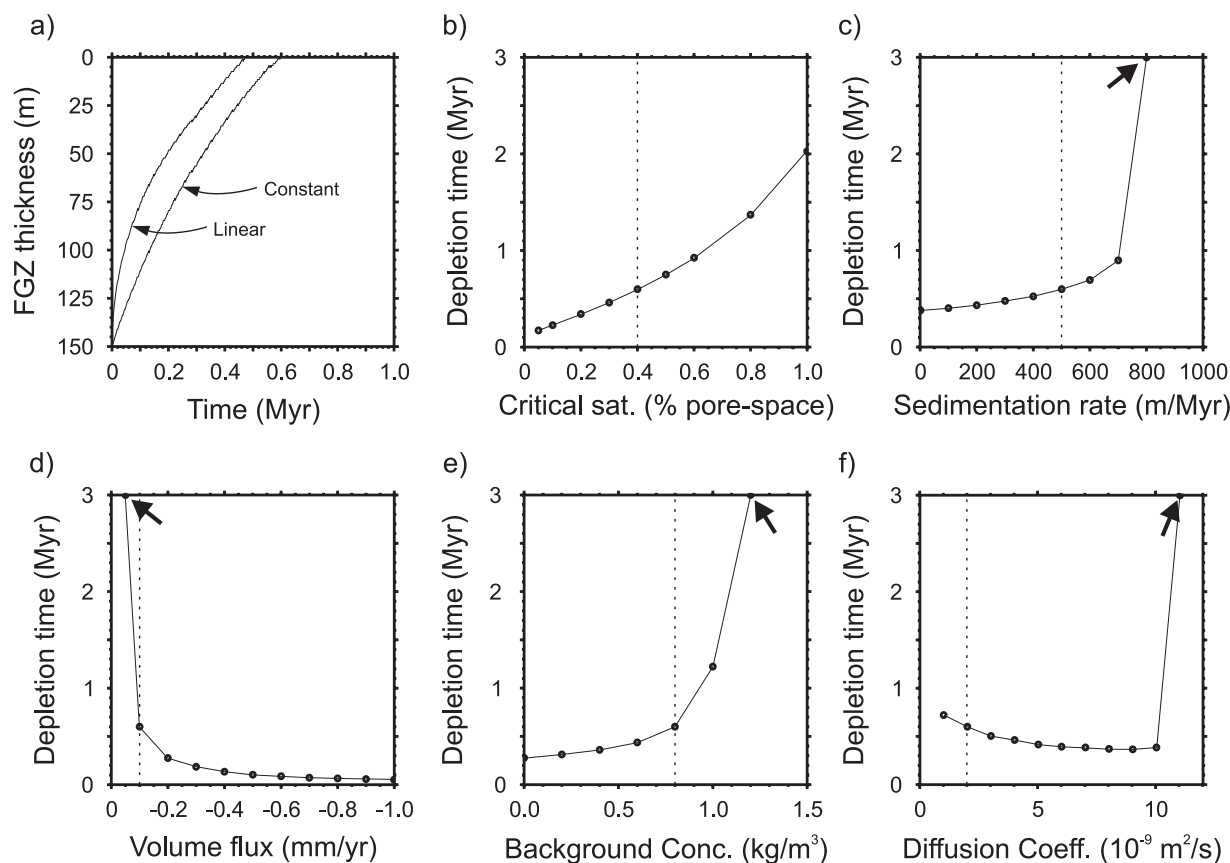 a)
0
25
50
75
100
125
150
FGZ thickness (m)
Constant
Linear
0 0.2 0.4 0.6 0.8 1.0
Time (Myr)
b)
3
2
1
0
Depletion time (Myr)
0 0.2 0.4 0.6 0.8 1.0
Critical sat. (% pore-space)
c)
3
2
1
0
Depletion time (Myr)
0 200 400 600 800 1000
Sedimentation rate (m/Myr)
d)
3
2
1
0
Depletion time (Myr)
0 -0.2 -0.4 -0.6 -0.8 -1.0
Volume flux (mm/yr)
e)
3
2
1
0
Depletion time (Myr)
0.0 0.5 1.0 1.5
Background Conc. (kg/m³)
f)
3
2
1
0
Depletion time (Myr)
0 5 10
Diffusion Coeff. (10⁻⁹ m²/s)